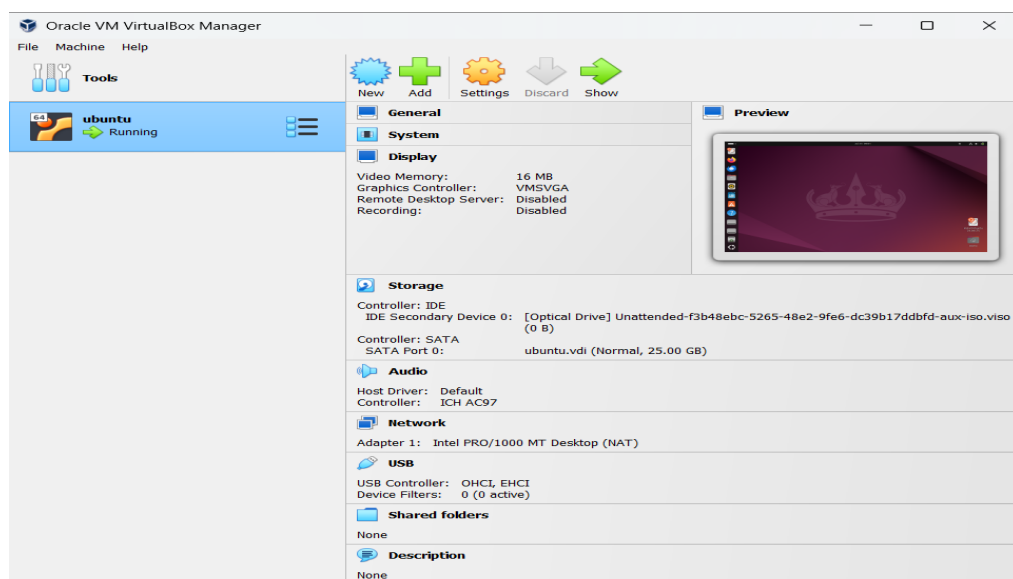 Oracle VM VirtualBox Manager
File Machine Help
Tools
New Add Settings Discard Show
64
ubuntu
Running
General
System
Display
Video Memory: 16 MB
Graphics Controller: VMSVGA
Remote Desktop Server: Disabled
Recording: Disabled
Preview
Storage
Controller: IDE
IDE Secondary Device 0: [Optical Drive] Unattended-f3b48ebc-5265-48e2-9fe6-dc39b17ddbfd-aux-iso.viso
(0 B)
Controller: SATA
SATA Port 0: ubuntu.vdi (Normal, 25.00 GB)
Audio
Host Driver: Default
Controller: ICH AC97
Network
Adapter 1: Intel PRO/1000 MT Desktop (NAT)
USB
USB Controller: OHCI, EHCI
Device Filters: 0 (0 active)
Shared folders
None
Description
None